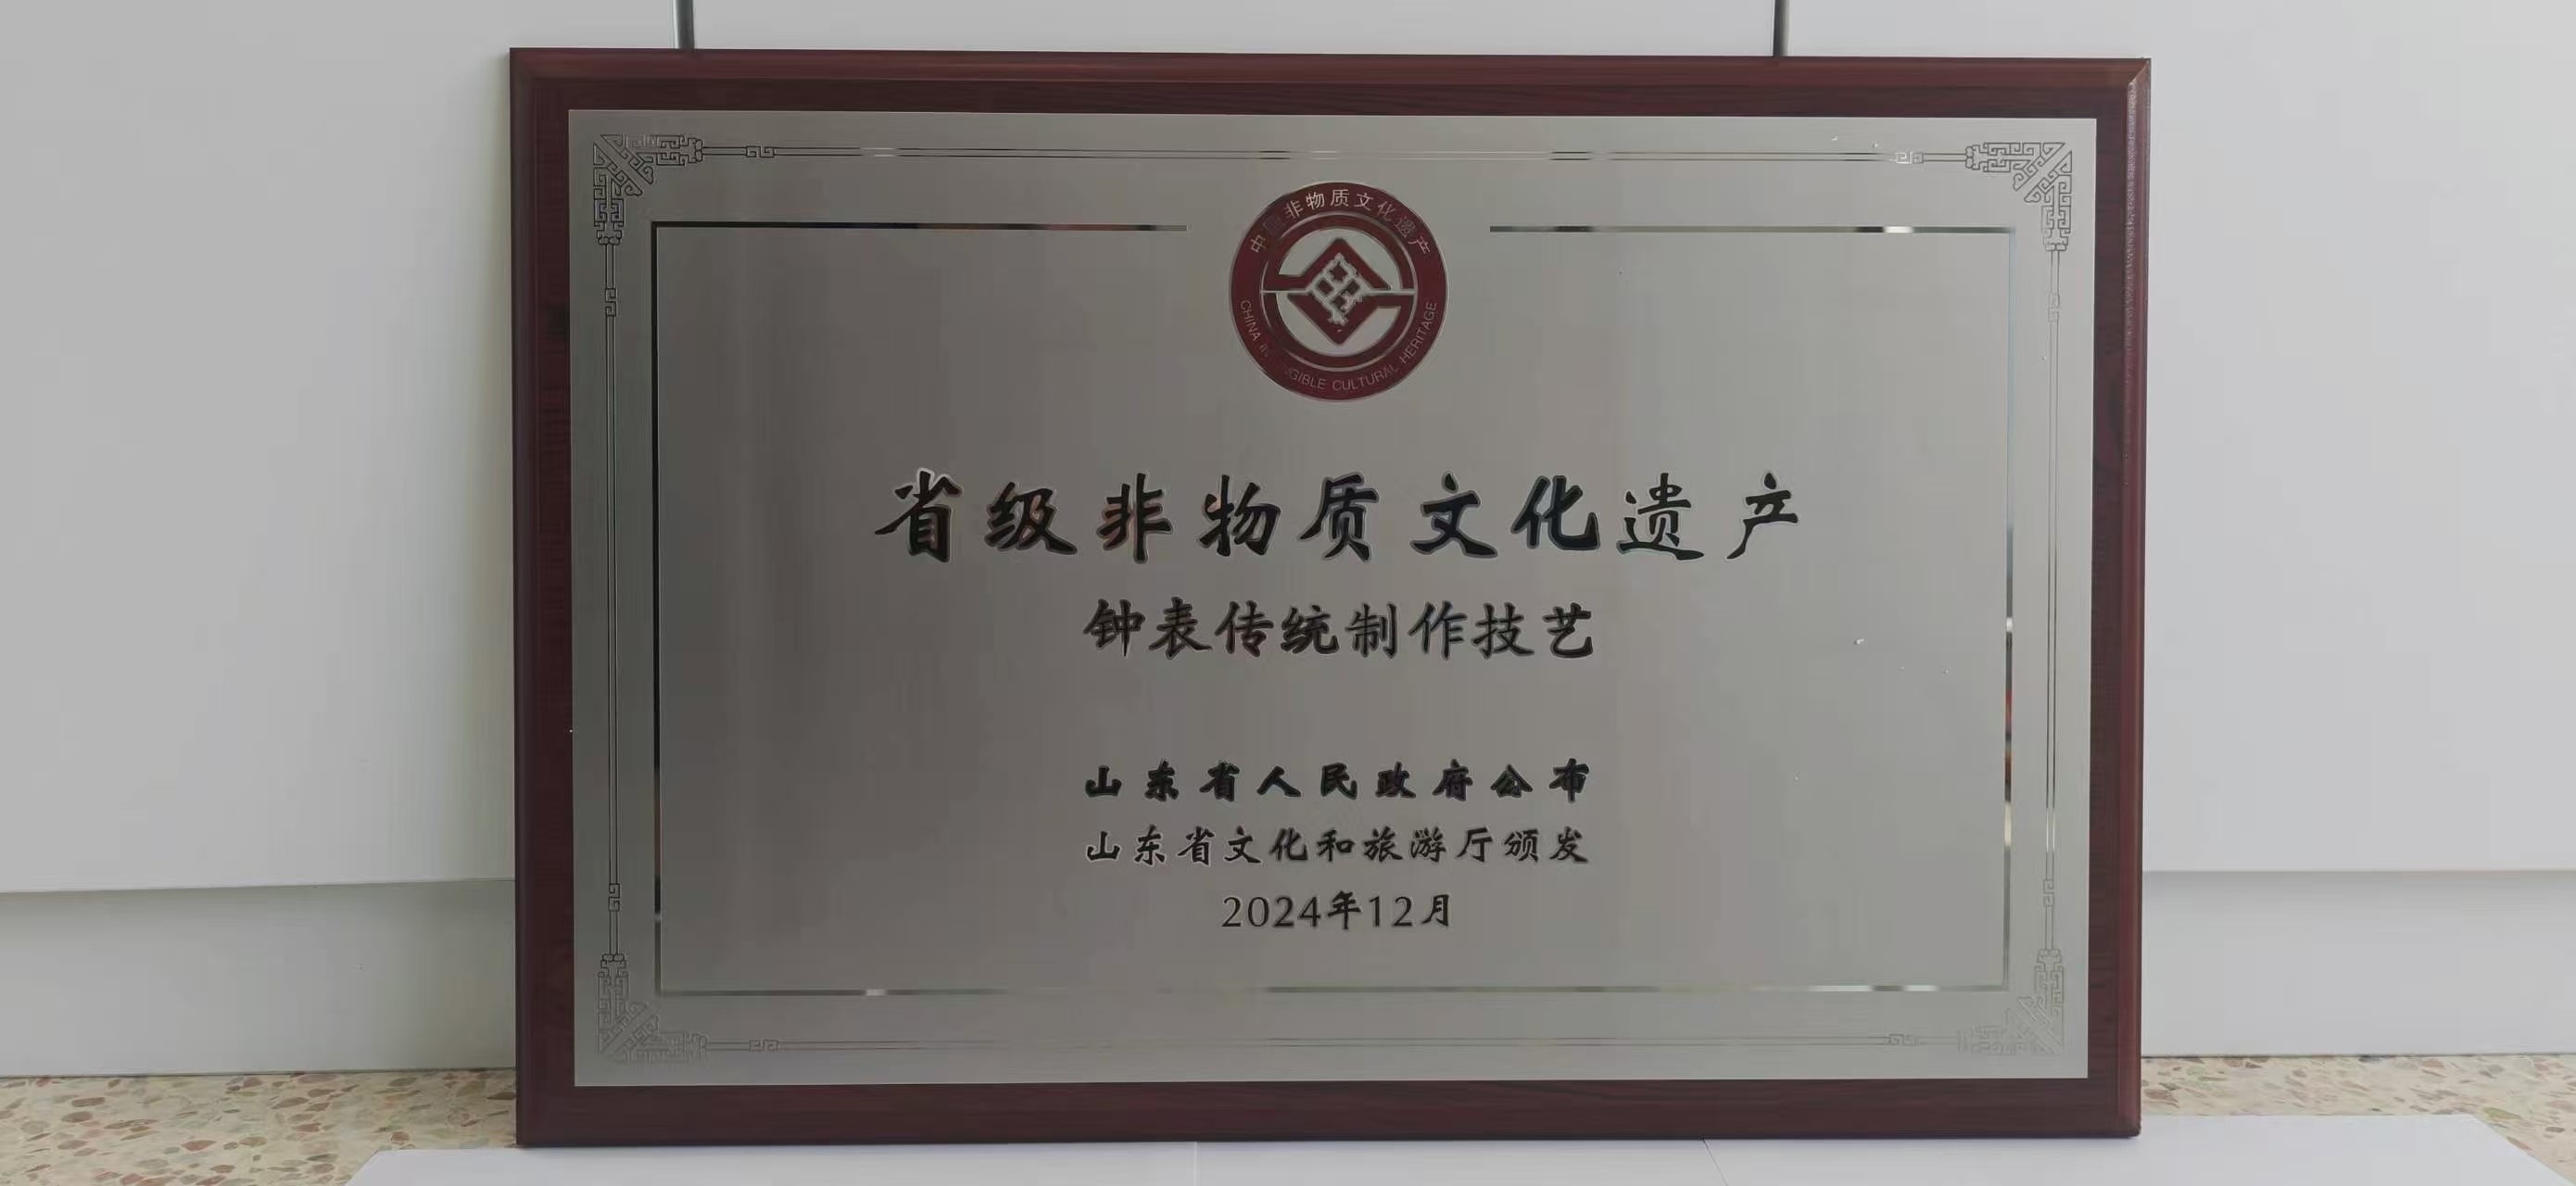 中国非物质文化遗产
CHINA INTANGIBLE CULTURAL HERITAGE
省级非物质文化遗产
钟表传统制作技艺
山东省人民政府公布
山东省文化和旅游厅颁发
2024年12月